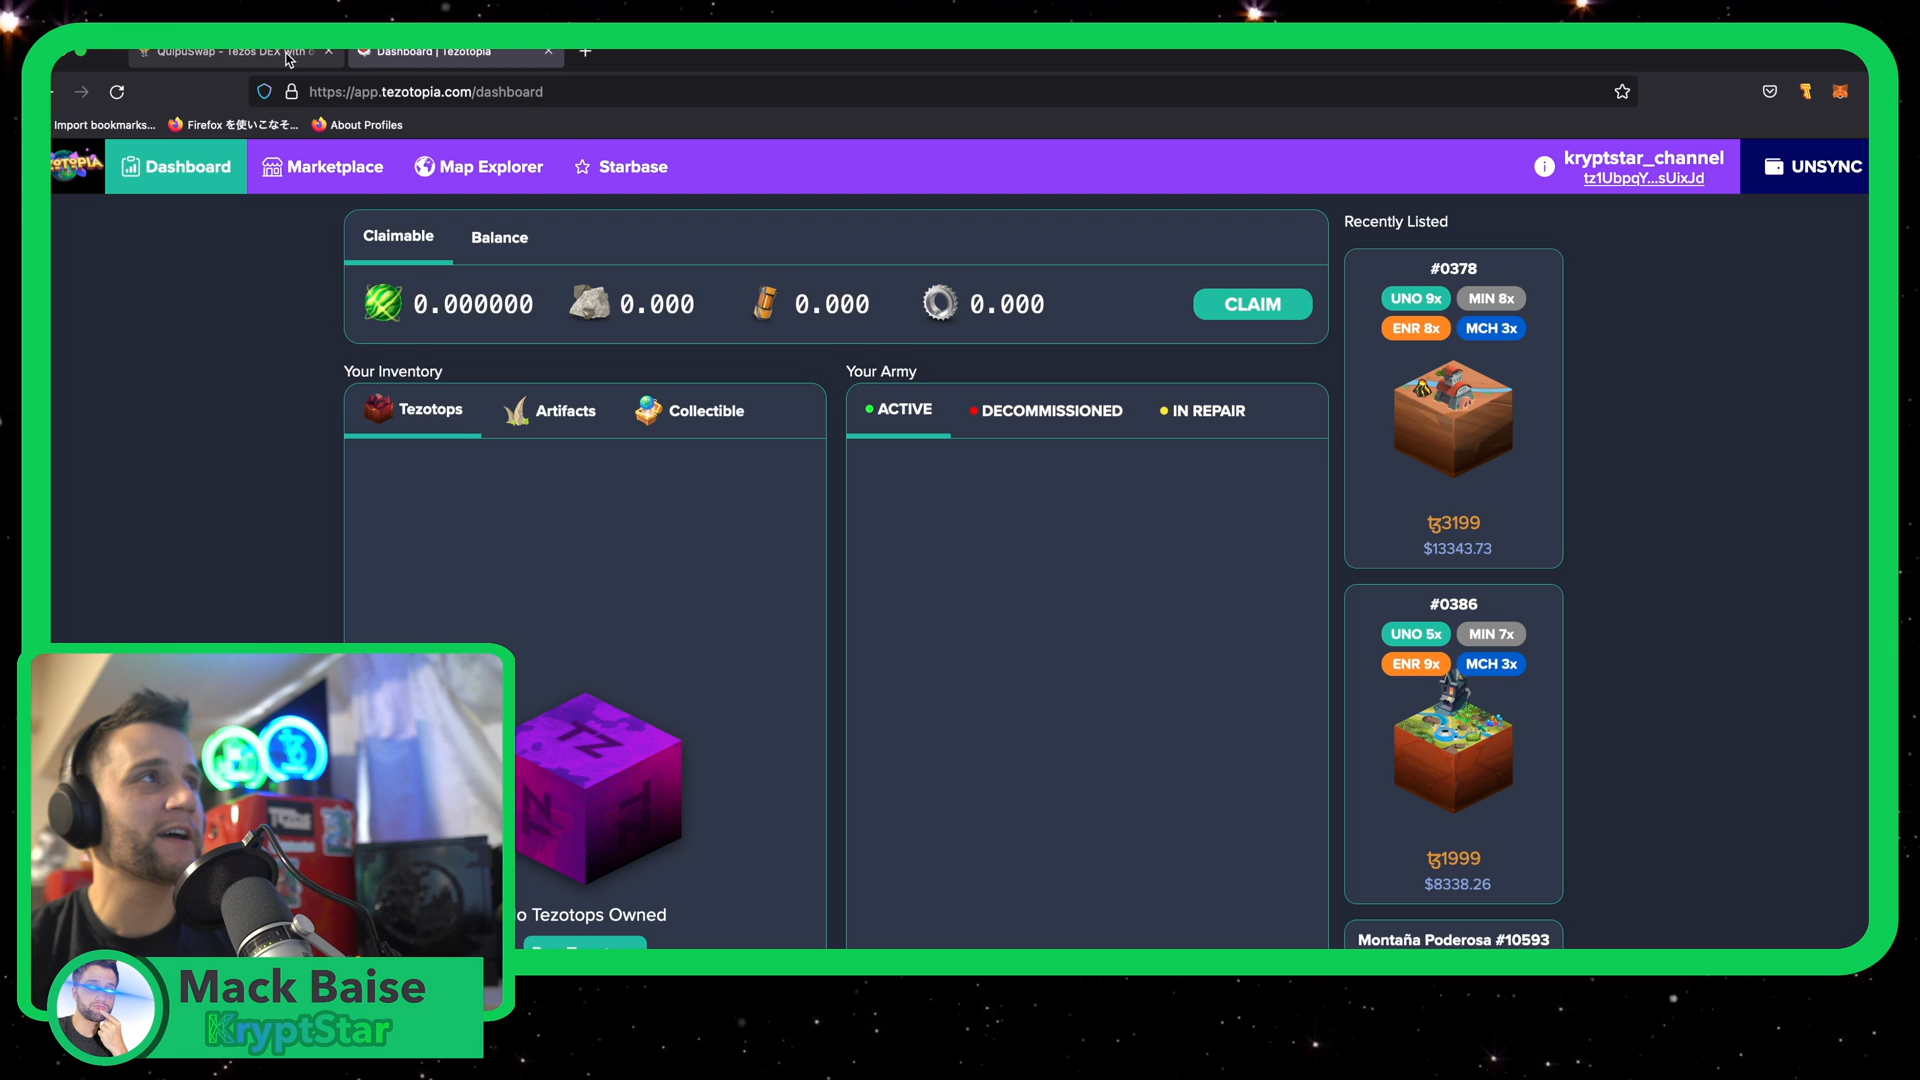 QuipuSwap - Tezos DEX with
Dashboard | Tezotopia
https://app.tezotopia.com/dashboard
Import bookmarks...
Firefox を使いこなそ...
About Profiles
Dashboard
Marketplace
Map Explorer
Starbase
kryptstar_channel
tz1UbpqY...sUixJd
UNSYNC
Claimable
Balance
0.000000
0.000
0.000
0.000
CLAIM
Your Inventory
Tezotops
Artifacts
Collectible
TZ
Tezotops Owned
Your Army
ACTIVE
DECOMMISSIONED
IN REPAIR
Recently Listed
#0378
UNO 9x
MIN 8x
ENR 8x
MCH 3x
ꜩ3199
$13343.73
#0386
UNO 5x
MIN 7x
ENR 9x
MCH 3x
ꜩ1999
$8338.26
Montaña Poderosa #10593
Mack Baise
KryptStar